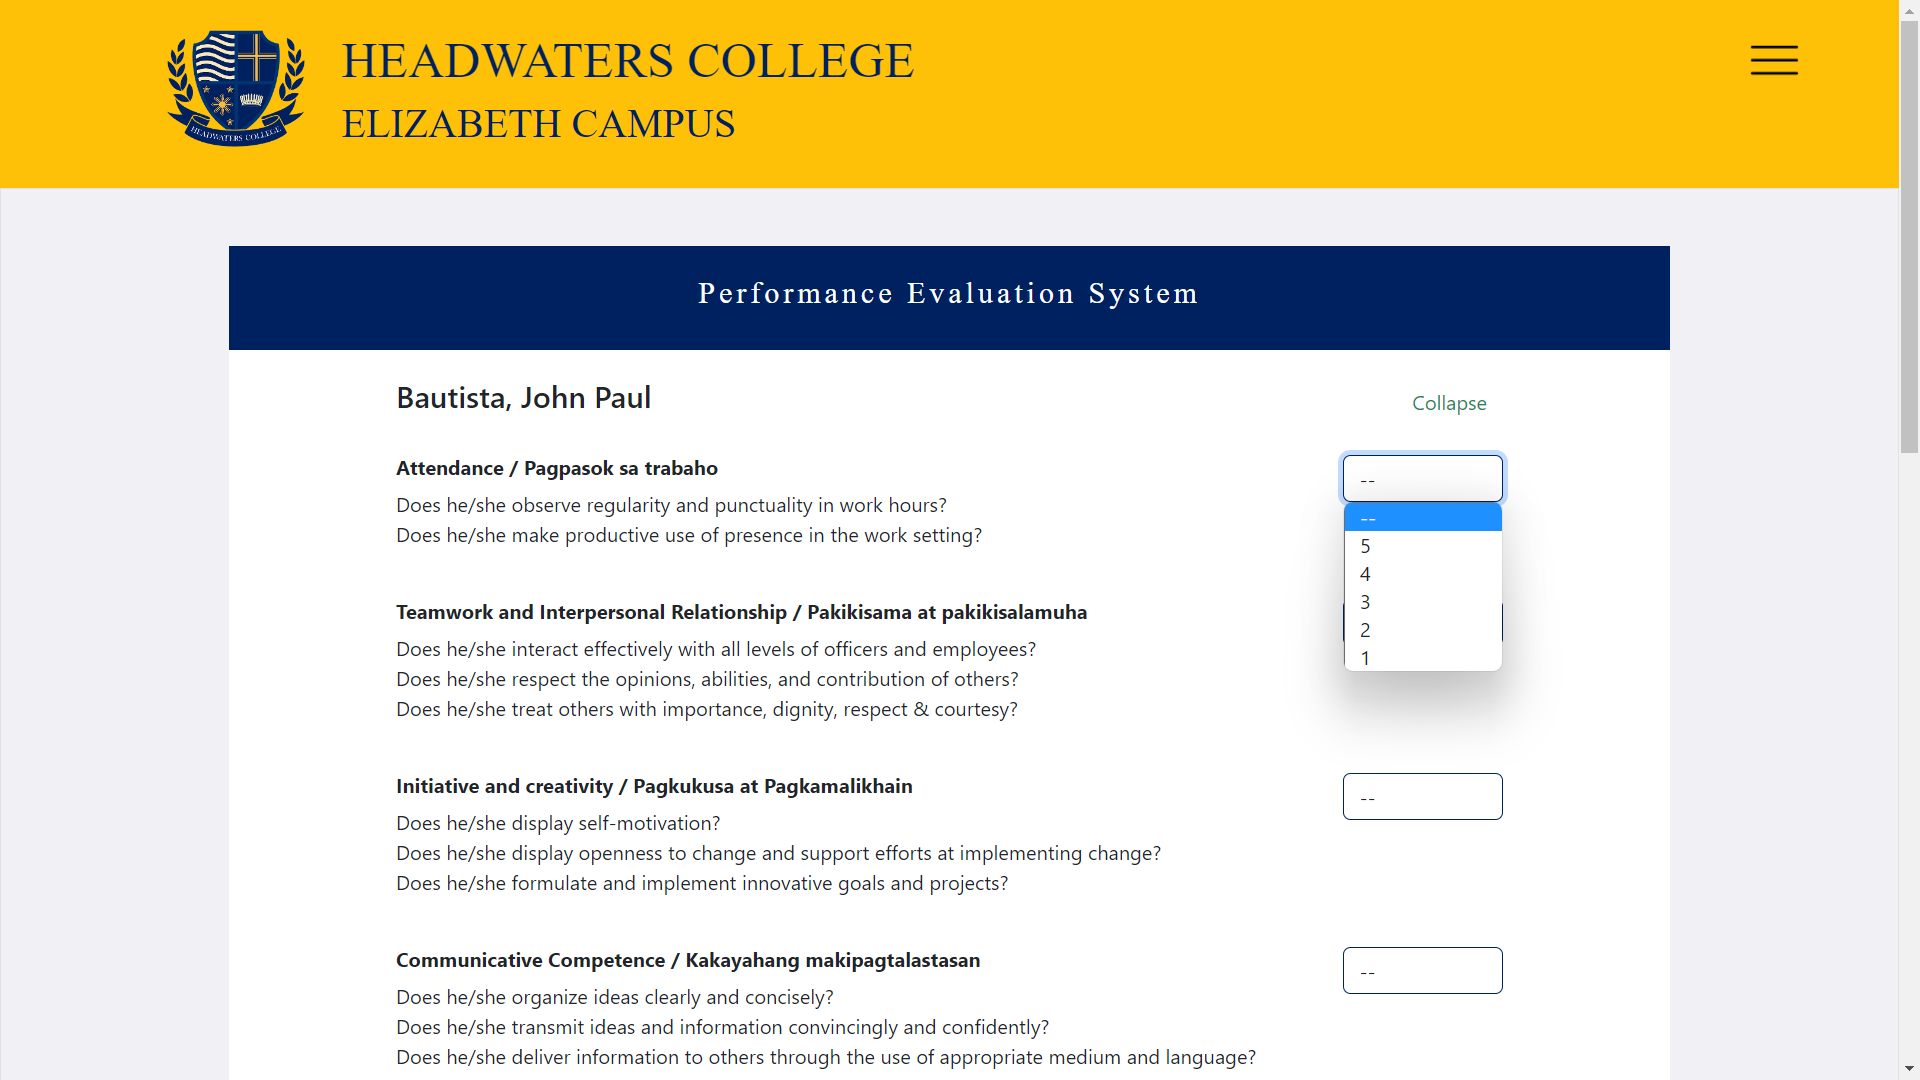 HEADWATERS COLLEGE
ELIZABETH CAMPUS
HEADWATERS COLLEGE
Performance Evaluation System
Bautista, John Paul
Collapse
Attendance / Pagpasok sa trabaho
--
Does he/she observe regularity and punctuality in work hours?
Does he/she make productive use of presence in the work setting?
--
5
4
3
2
1
Teamwork and Interpersonal Relationship / Pakikisama at pakikisalamuha
Does he/she interact effectively with all levels of officers and employees?
Does he/she respect the opinions, abilities, and contribution of others?
Does he/she treat others with importance, dignity, respect & courtesy?
Initiative and creativity / Pagkukusa at Pagkamalikhain
--
Does he/she display self-motivation?
Does he/she display openness to change and support efforts at implementing change?
Does he/she formulate and implement innovative goals and projects?
Communicative Competence / Kakayahang makipagtalastasan
--
Does he/she organize ideas clearly and concisely?
Does he/she transmit ideas and information convincingly and confidently?
Does he/she deliver information to others through the use of appropriate medium and language?